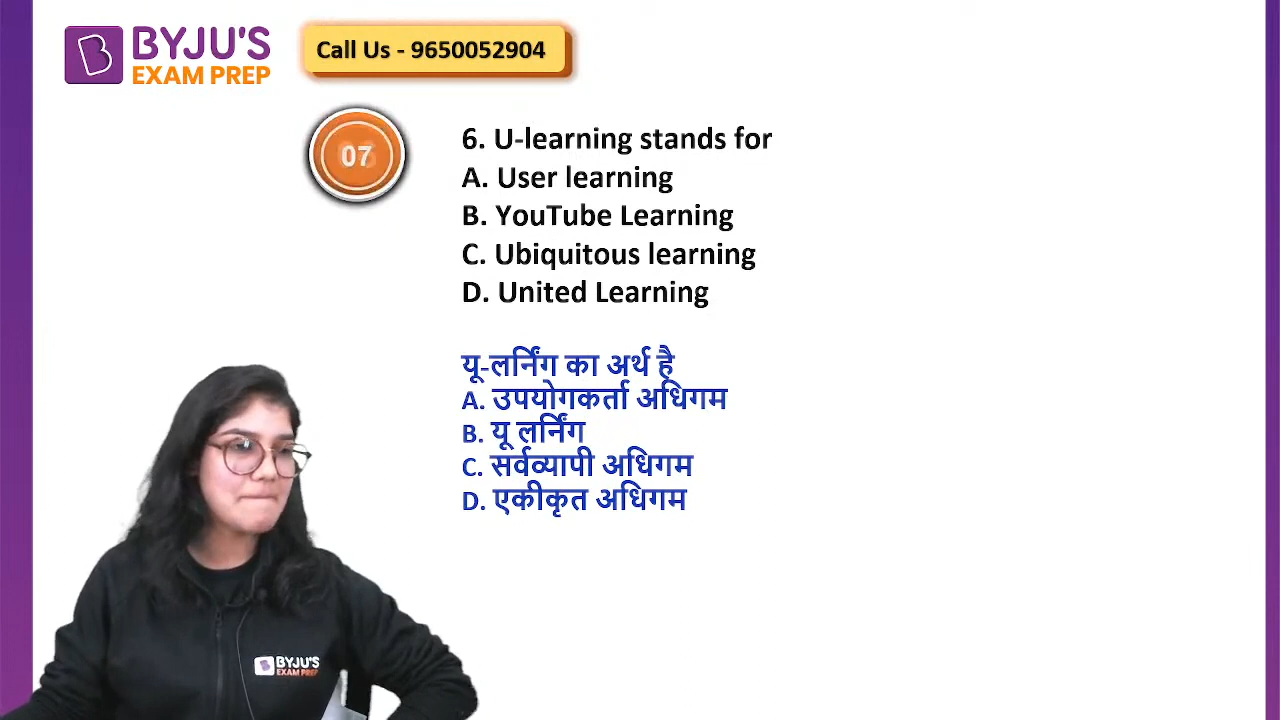 BYJU'S
EXAM PREP
Call Us - 9650052904
07
6. U-learning stands for
A. User learning
B. YouTube Learning
C. Ubiquitous learning
D. United Learning
यू-लर्निंग का अर्थ है
A. उपयोगकर्ता अधिगम
B. यू लर्निंग
C. सर्वव्यापी अधिगम
D. एकीकृत अधिगम
BYJU'S
EXAM PREP